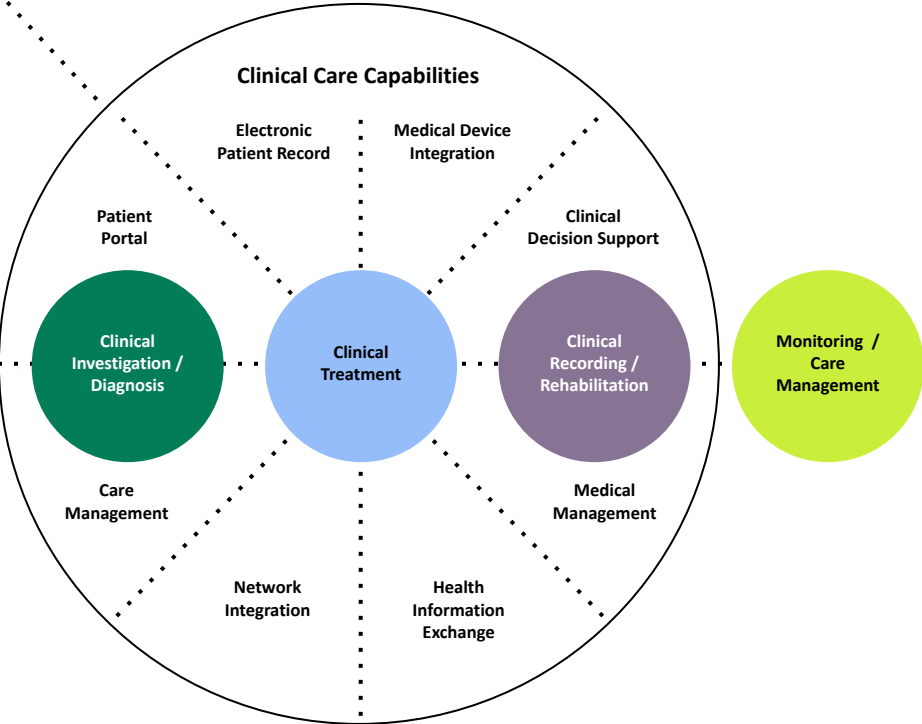 Clinical Care Capabilities
Electronic
Patient Record
Medical Device
Integration
Patient
Portal
Clinical
Decision Support
Clinical
Investigation /
Diagnosis
Clinical
Treatment
Clinical
Recording /
Rehabilitation
Monitoring /
Care
Management
Care
Management
Medical
Management
Network
Integration
Health
Information
Exchange